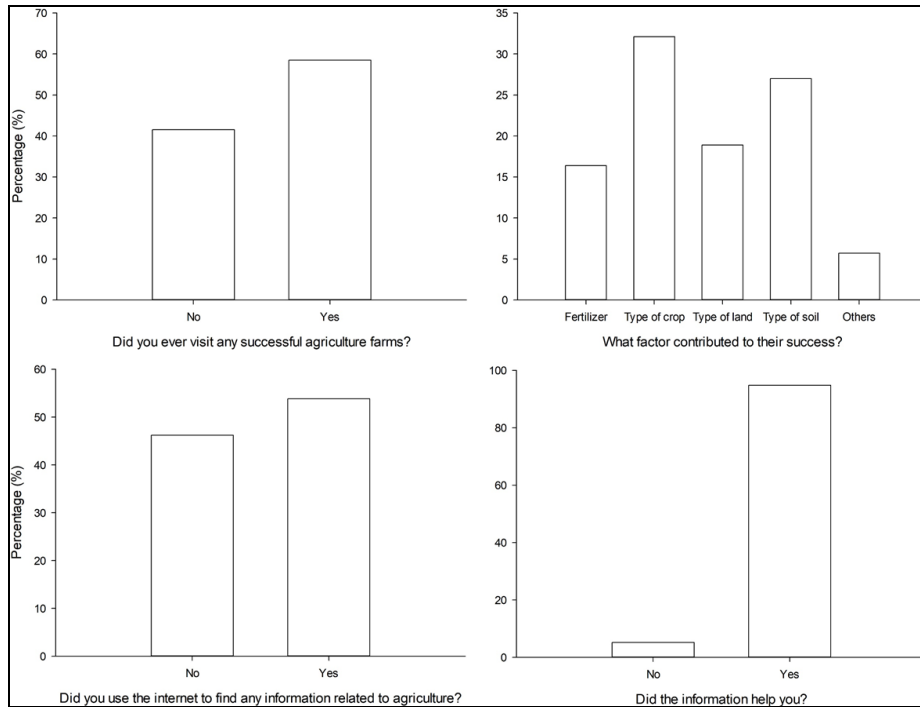 Percentage (%)
70
60
50
40
30
20
10
0
No Yes
Did you ever visit any successful agriculture farms?
35
30
25
20
15
10
5
0
Fertilizer Type of crop Type of land Type of soil Others
What factor contributed to their success?
Percentage (%)
60
50
40
30
20
10
0
No Yes
Did you use the internet to find any information related to agriculture?
100
80
60
40
20
0
No Yes
Did the information help you?